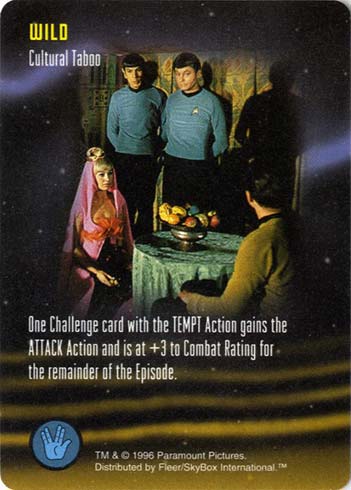 WILD
Cultural Taboo
One Challenge card with the TEMPT Action gains the
ATTACK Action and is at +3 to Combat Rating for
the remainder of the Episode.
TM & © 1996 Paramount Pictures.
Distributed by Fleer/SkyBox International.™